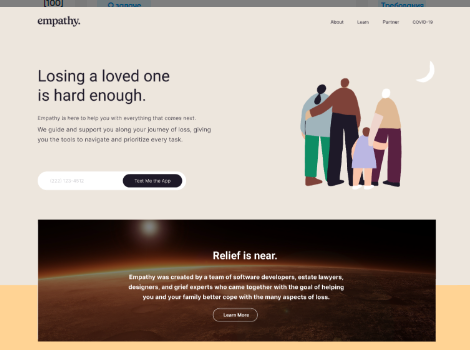 [100]
empathy.
About Learn Partner COVID-19
Losing a loved one
is hard enough.
Empathy is here to help you with everything that comes next.
We guide and support you along your journey of loss, giving
you the tools to navigate and prioritize every task.
Text Me the App
Relief is near.
Empathy was created by a team of software developers, estate lawyers,
designers, and grief experts who came together with the goal of helping
you and your family better cope with the many aspects of loss.
Learn More